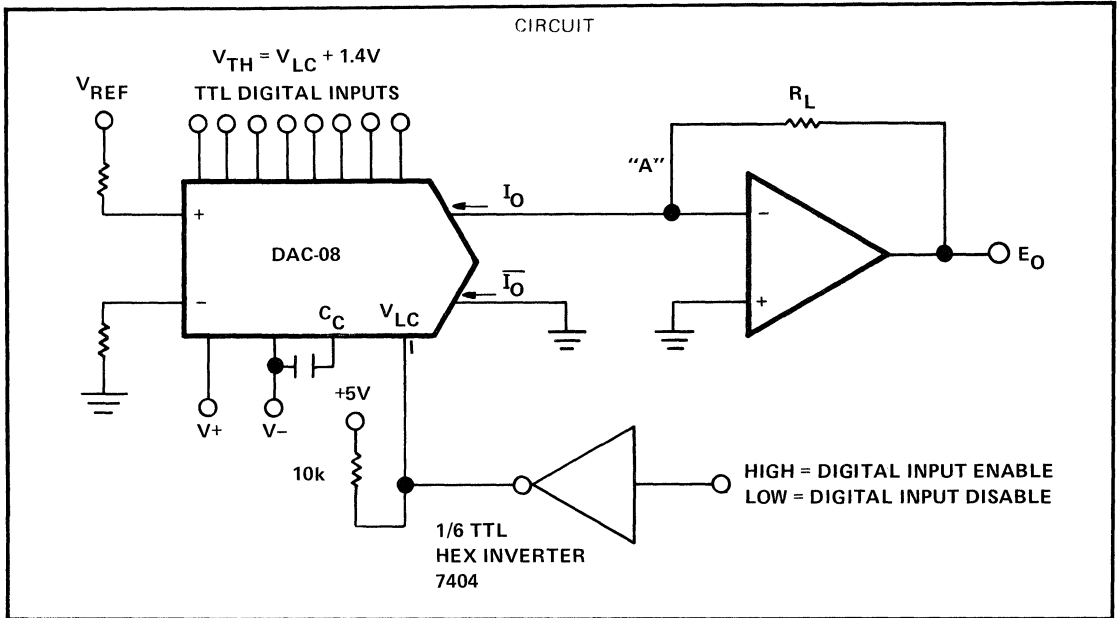 CIRCUIT
V_TH = V_LC + 1.4V
TTL DIGITAL INPUTS
V_REF
R_L
"A"
I_O
+
−
DAC-08
−
+
E_O
I̅_O̅
C_C
V_LC
1
V+
V−
+5V
10k
HIGH = DIGITAL INPUT ENABLE
LOW = DIGITAL INPUT DISABLE
1/6 TTL
HEX INVERTER
7404